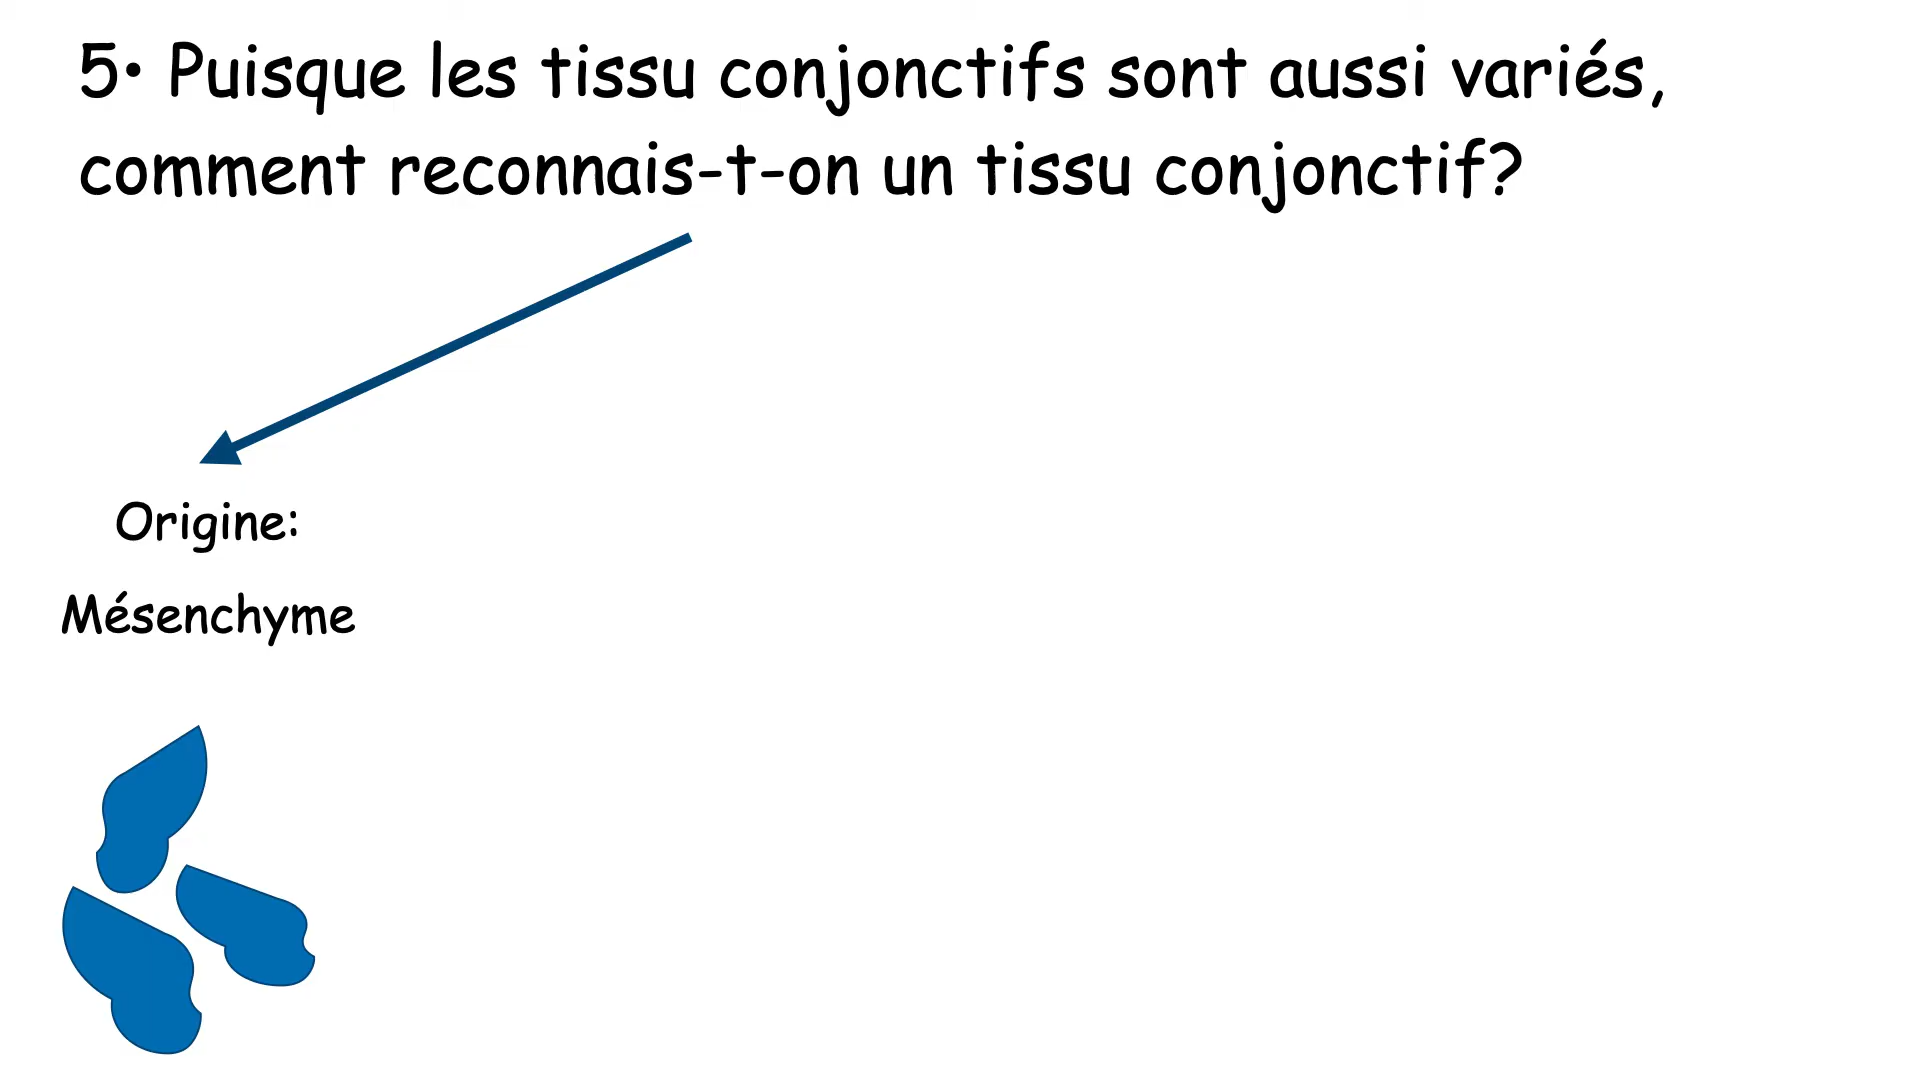 5• Puisque les tissu conjonctifs sont aussi variés,
comment reconnais-t-on un tissu conjonctif?
Origine:
Mésenchyme